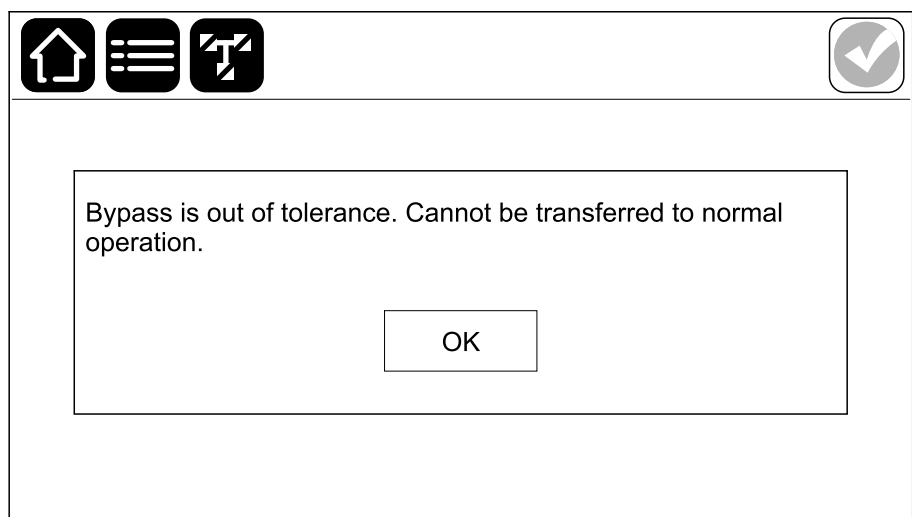 Bypass is out of tolerance. Cannot be transferred to normal
operation.
OK